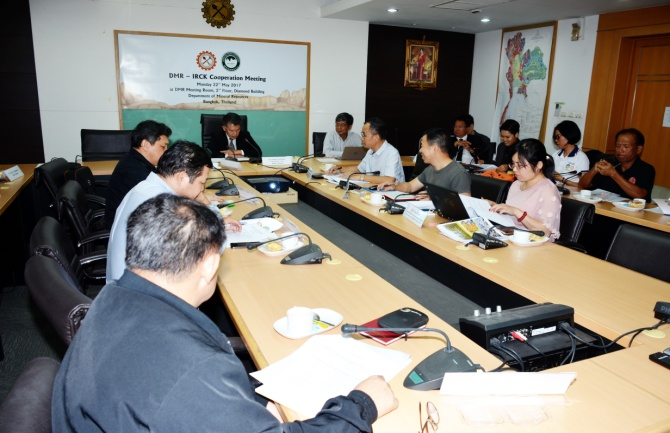 DMR – IRCK Cooperation Meeting
Monday 22nd May 2017
at DMR Meeting Room, 2nd Floor, Diamond Building
Department of Mineral Resources
Bangkok, Thailand